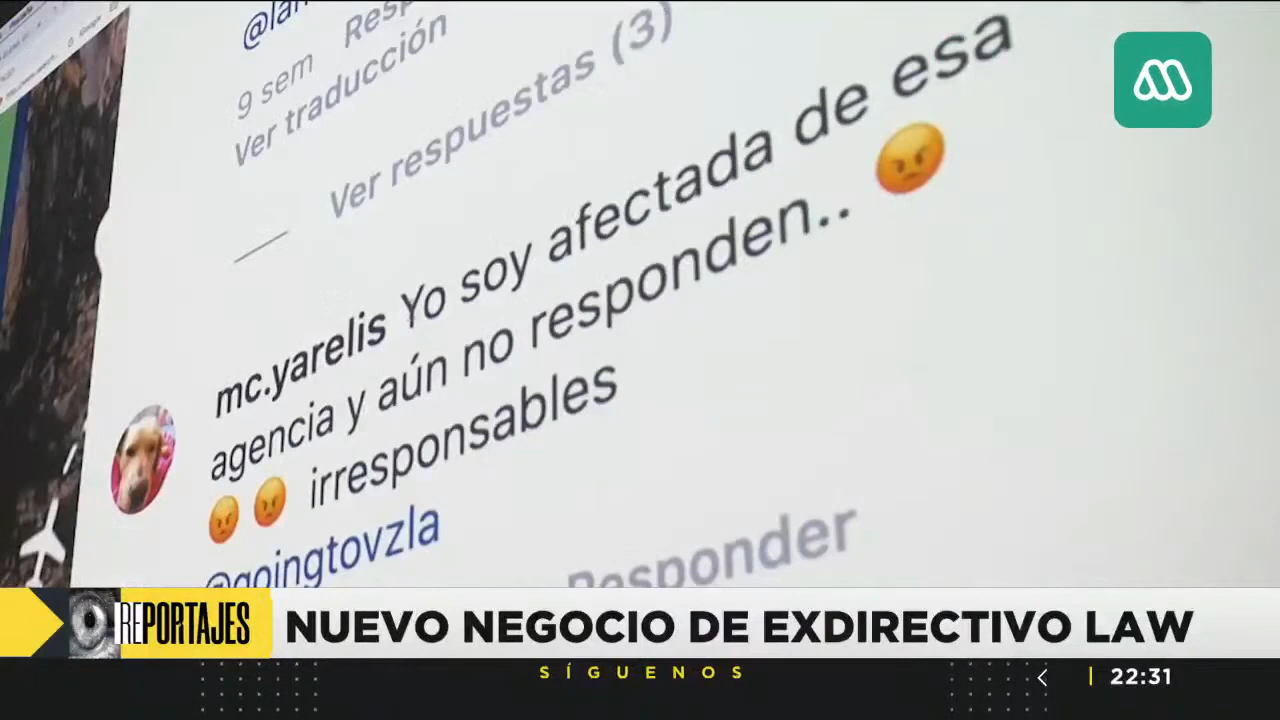 9 sem
Ver traducción
Ver respuestas (3)
mc.yarelis Yo soy afectada de esa
agencia y aún no responden.. 😡
😡 😡 irresponsables
@goingtovzla
Responder
REPORTAJES
NUEVO NEGOCIO DE EXDIRECTIVO LAW
SÍGUENOS
22:31